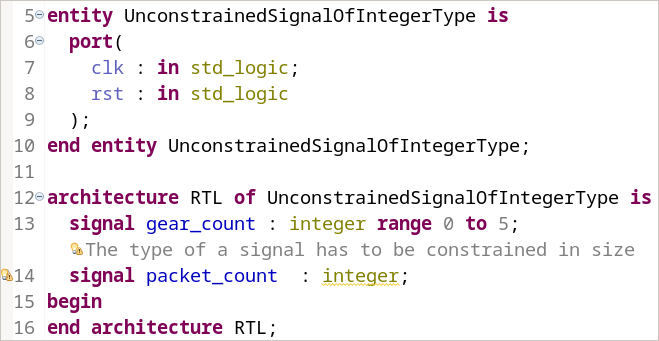 5 entity UnconstrainedSignalOfIntegerType is
6   port(
7     clk : in std_logic;
8     rst : in std_logic
9   );
10 end entity UnconstrainedSignalOfIntegerType;
11
12 architecture RTL of UnconstrainedSignalOfIntegerType is
13   signal gear_count : integer range 0 to 5;
The type of a signal has to be constrained in size
14   signal packet_count  : integer;
15 begin
16 end architecture RTL;